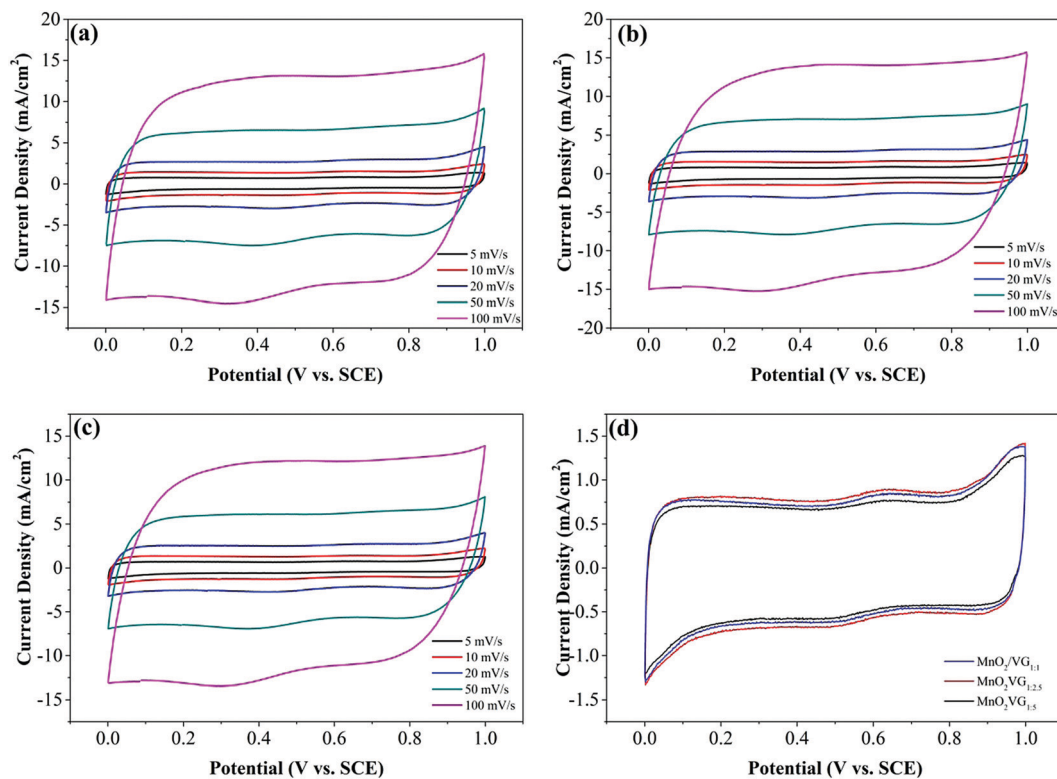 (a)
20
15
10
5
0
-5
-10
-15
Current Density (mA/cm²)
0.0 0.2 0.4 0.6 0.8 1.0
Potential (V vs. SCE)
5 mV/s
10 mV/s
20 mV/s
50 mV/s
100 mV/s
(b)
20
15
10
5
0
-5
-10
-15
-20
Current Density (mA/cm²)
0.0 0.2 0.4 0.6 0.8 1.0
Potential (V vs. SCE)
5 mV/s
10 mV/s
20 mV/s
50 mV/s
100 mV/s
(c)
15
10
5
0
-5
-10
-15
Current Density (mA/cm²)
0.0 0.2 0.4 0.6 0.8 1.0
Potential (V vs. SCE)
5 mV/s
10 mV/s
20 mV/s
50 mV/s
100 mV/s
(d)
1.5
1.0
0.5
0.0
-0.5
-1.0
-1.5
Current Density (mA/cm²)
0.0 0.2 0.4 0.6 0.8 1.0
Potential (V vs. SCE)
MnO₂/VG₁:₁
MnO₂VG₁:₂.₅
MnO₂VG₁:₅